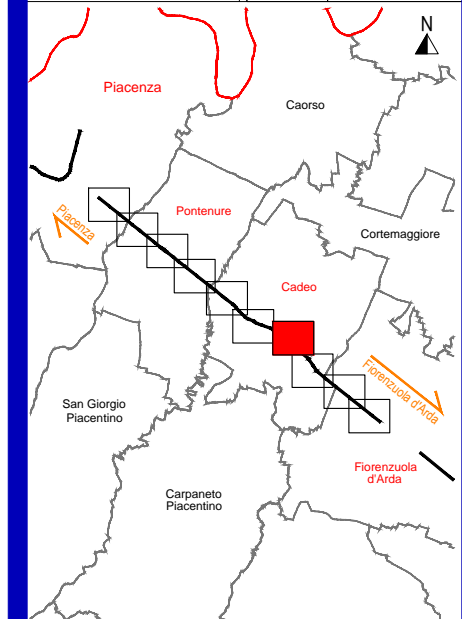 N
Piacenza
Caorso
Piacenza
Pontenure
Cortemaggiore
Cadeo
Fiorenzuola d'Arda
San Giorgio
Piacentino
Fiorenzuola
d'Arda
Carpaneto
Piacentino